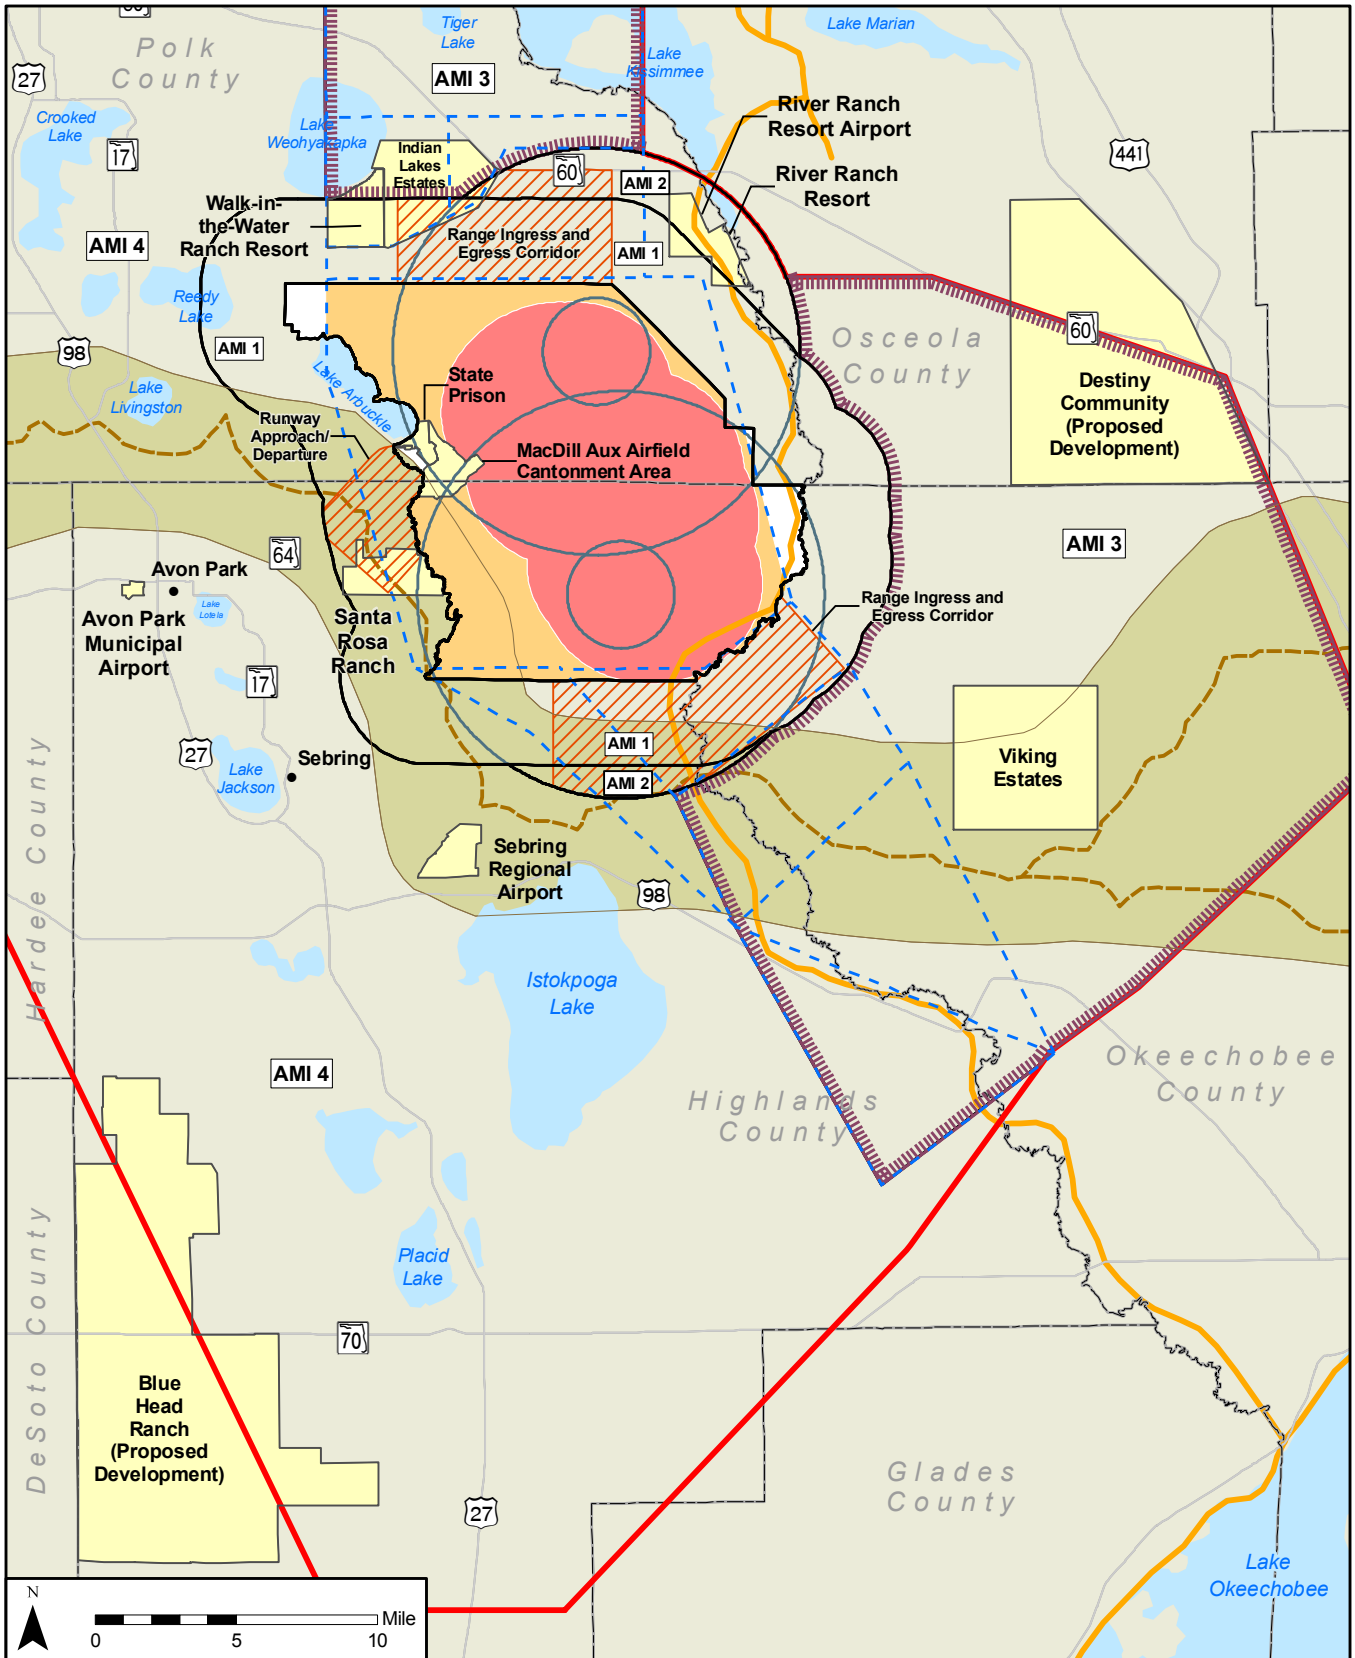 Tiger
Lake
Lake Marian
Polk
County
Lake
Kissimmee
AMI 3
27
River Ranch
Resort Airport
Crooked
Lake
Lake
Weohyakapka
Indian
Lakes
Estates
17
60
441
River Ranch
Resort
AMI 2
Walk-in
the-Water
Ranch Resort
Range Ingress and
Egress Corridor
AMI 4
AMI 1
Reedy
Lake
60
Osceola
County
98
AMI 1
Lake Arbuckle
State
Prison
Lake
Livingston
Destiny
Community
(Proposed
Development)
Runway
Approach/
Departure
MacDill Aux Airfield
Cantonment Area
64
AMI 3
Avon Park
Lake
Lotela
Range Ingress and
Egress Corridor
Avon Park
Municipal
Airport
Santa
Rosa
Ranch
17
27
Sebring
Lake
Jackson
AMI 1
AMI 2
Viking
Estates
Hardee County
Sebring
Regional
Airport
98
Istokpoga
Lake
AMI 4
Highlands
County
Okeechobee
County
DeSoto County
Placid
Lake
70
Blue
Head
Ranch
(Proposed
Development)
27
Glades
County
Lake
Okeechobee
N
Mile
0 5 10